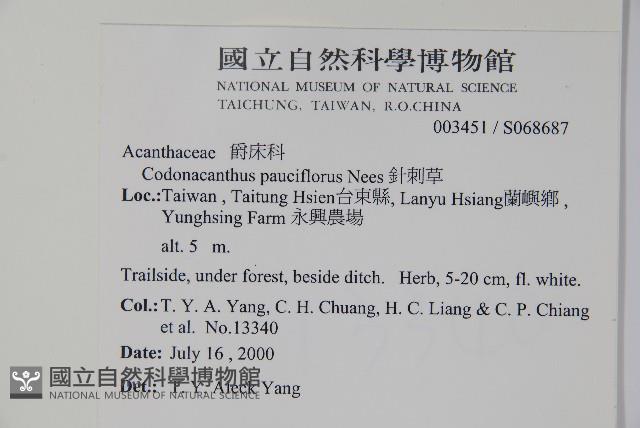 國立自然科學博物館
NATIONAL MUSEUM OF NATURAL SCIENCE
TAICHUNG, TAIWAN, R.O.CHINA
003451 / S068687
Acanthaceae 爵床科
Codonacanthus pauciflorus Nees 針刺草
Loc.:Taiwan , Taitung Hsien台東縣, Lanyu Hsiang蘭嶼鄉 ,
Yunghsing Farm 永興農場
alt. 5 m.
Trailside, under forest, beside ditch. Herb, 5-20 cm, fl. white.
Col.: T. Y. A. Yang, C. H. Chuang, H. C. Liang & C. P. Chiang
et al. No.13340
Date: July 16 , 2000
Det.: T. Y. Aleck Yang
國立自然科學博物館
NATIONAL MUSEUM OF NATURAL SCIENCE